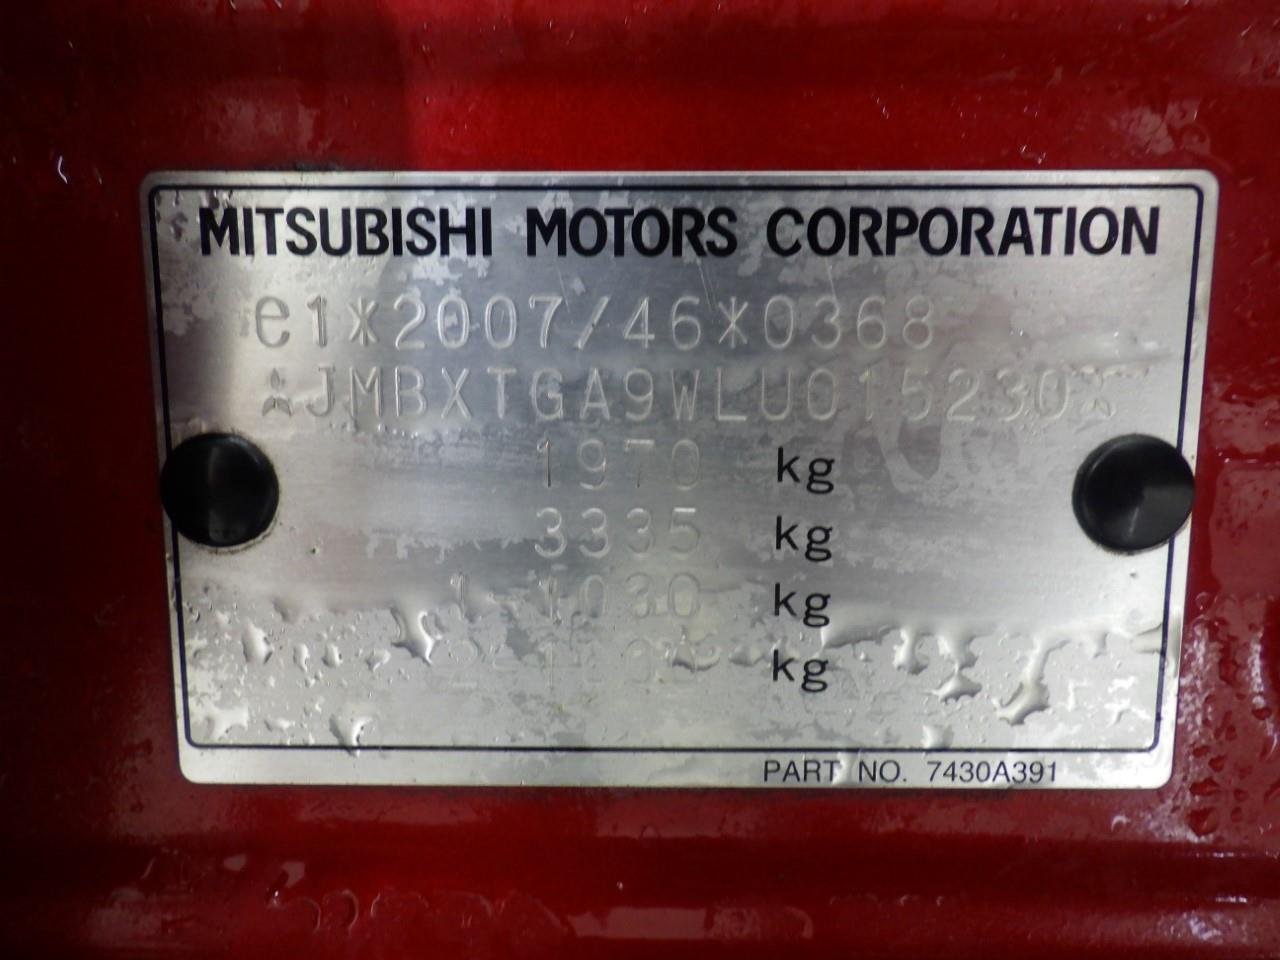 MITSUBISHI MOTORS CORPORATION
e1*2007/46*0368
JMBXTGA9WLU015230
1970 kg
3335 kg
1-1030 kg
kg
PART NO. 7430A391